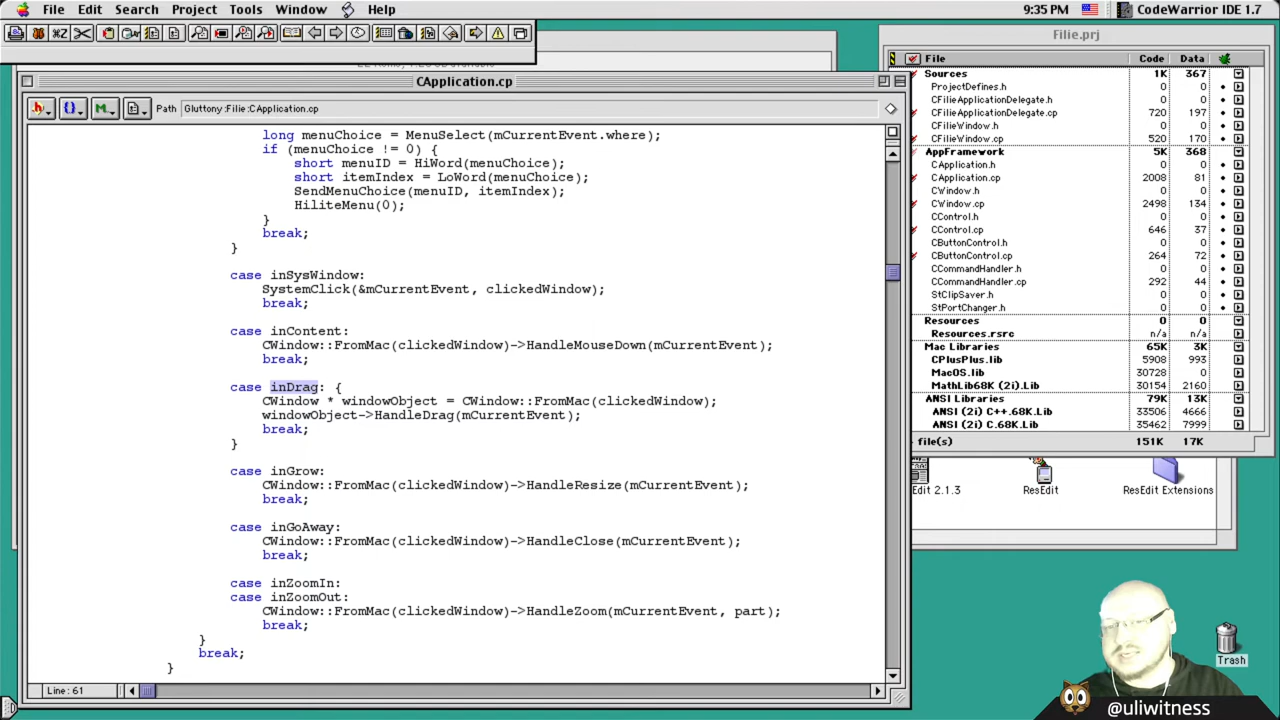 File Edit Search Project Tools Window Help
9:35 PM CodeWarrior IDE 1.7
Filie.prj
CApplication.cp
Path Gluttony:Filie:CApplication.cp
long menuChoice = MenuSelect(mCurrentEvent.where);
if (menuChoice != 0) {
short menuID = HiWord(menuChoice);
short itemIndex = LoWord(menuChoice);
SendMenuChoice(menuID, itemIndex);
HiliteMenu(0);
}
break;
}
case inSysWindow:
SystemClick(&mCurrentEvent, clickedWindow);
break;
case inContent:
CWindow::FromMac(clickedWindow)->HandleMouseDown(mCurrentEvent);
break;
case inDrag: {
CWindow * windowObject = CWindow::FromMac(clickedWindow);
windowObject->HandleDrag(mCurrentEvent);
break;
}
case inGrow:
CWindow::FromMac(clickedWindow)->HandleResize(mCurrentEvent);
break;
case inGoAway:
CWindow::FromMac(clickedWindow)->HandleClose(mCurrentEvent);
break;
case inZoomIn:
case inZoomOut:
CWindow::FromMac(clickedWindow)->HandleZoom(mCurrentEvent, part);
break;
}
break;
}
Line: 61
File Code Data
Sources 1K 367
ProjectDefines.h 0 0
CFilieApplicationDelegate.h 0 0
CFilieApplicationDelegate.cp 720 197
CFilieWindow.h 0 0
CFilieWindow.cp 520 170
AppFramework 5K 368
CApplication.h 0 0
CApplication.cp 2008 81
CWindow.h 0 0
CWindow.cp 2498 134
CControl.h 0 0
CControl.cp 646 37
CButtonControl.h 0 0
CButtonControl.cp 264 72
CCommandHandler.h 0 0
CCommandHandler.cp 292 44
StClipSaver.h 0 0
StPortChanger.h 0 0
Resources 0 0
Resources.rsrc n/a n/a
Mac Libraries 65K 3K
CPlusPlus.lib 5908 993
MacOS.lib 30728 0
MathLib68K (2i).Lib 30154 2160
ANSI Libraries 79K 13K
ANSI (2i) C++.68K.Lib 33506 4666
ANSI (2i) C.68K.Lib 35462 7999
file(s) 151K 17K
Edit 2.1.3 ResEdit ResEdit Extensions
Trash
@uliwitness